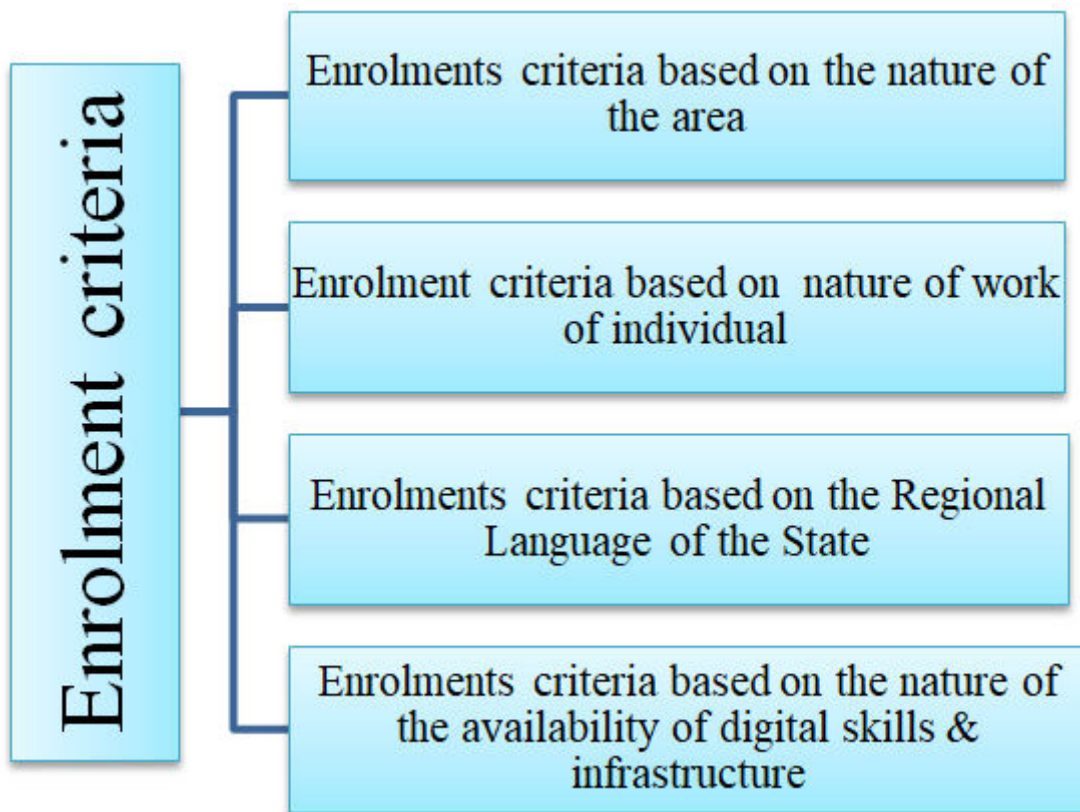 Enrolment criteria
Enrolments criteria based on the nature of
the area
Enrolment criteria based on nature of work
of individual
Enrolments criteria based on the Regional
Language of the State
Enrolments criteria based on the nature of
the availability of digital skills &
infrastructure